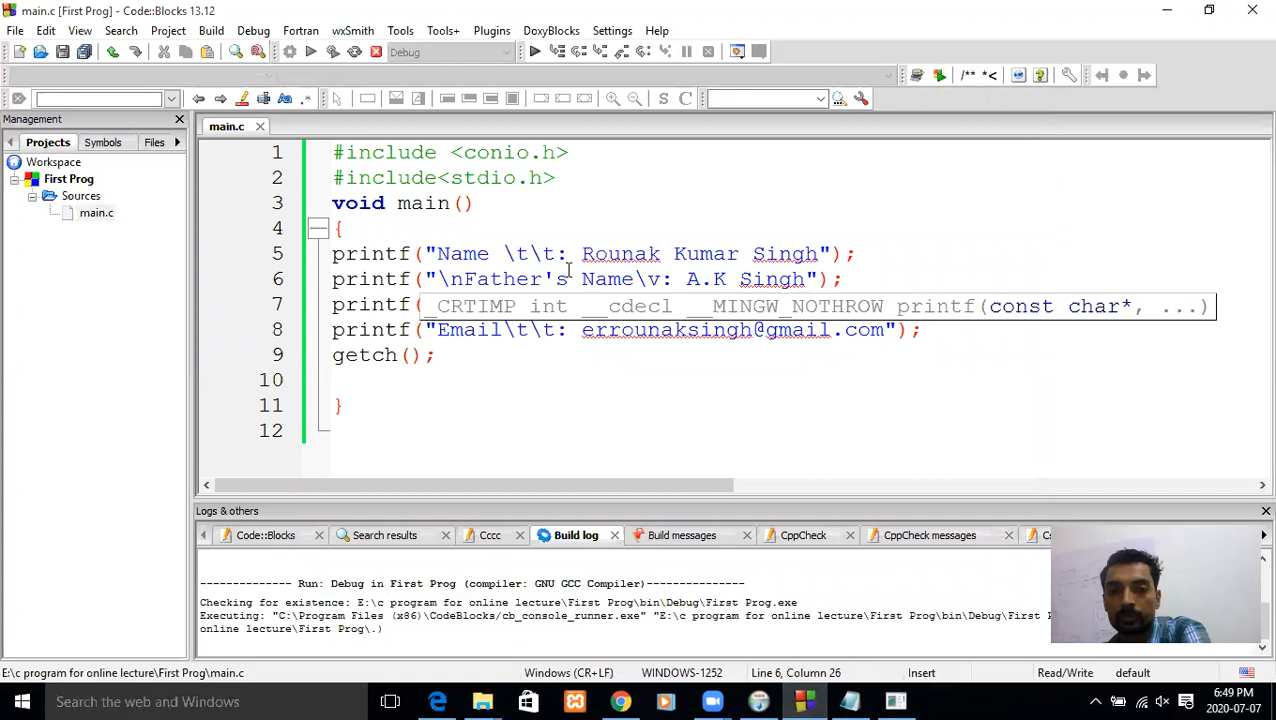 main.c [First Prog] - Code::Blocks 13.12
File Edit View Search Project Build Debug Fortran wxSmith Tools Tools+ Plugins DoxyBlocks Settings Help
Debug
/** *<
S C
Management
main.c
Projects Symbols Files
Workspace
First Prog
Sources
main.c
1 #include <conio.h>
2 #include<stdio.h>
3 void main()
4 {
5 printf("Name \t\t: Rounak Kumar Singh");
6 printf("\nFather's Name\v: A.K Singh");
7 printf(_CRTIMP int __cdecl __MINGW_NOTHROW printf(const char*, ...)
8 printf("Email\t\t: errounaksingh@gmail.com");
9 getch();
10
11 }
12
Logs & others
Code::Blocks Search results Cccc Build log Build messages CppCheck CppCheck messages
-------------- Run: Debug in First Prog (compiler: GNU GCC Compiler)---------------
Checking for existence: E:\c program for online lecture\First Prog\bin\Debug\First Prog.exe
Executing: "C:\Program Files (x86)\CodeBlocks/cb_console_runner.exe" "E:\c program for online lecture\First Prog\bin\Debug\First
online lecture\First Prog\.)
E:\c program for online lecture\First Prog\main.c Windows (CR+LF) WINDOWS-1252 Line 6, Column 26 Insert Read/Write default
Search the web and Windows
6:49 PM
2020-07-07